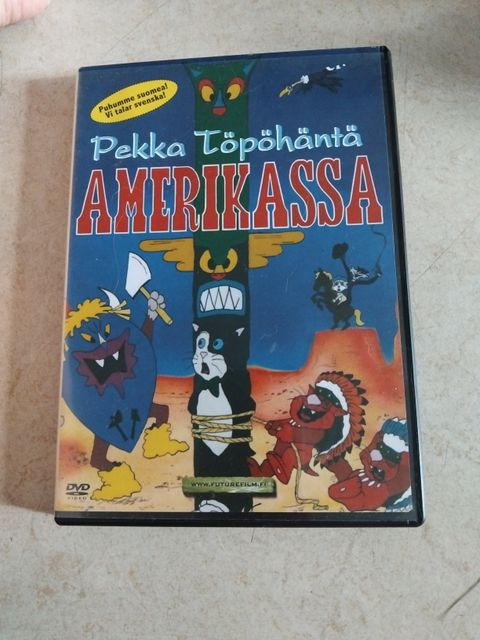 Puhumme suomea!
Vi talar svenska!
Pekka Töpöhäntä
AMERIKASSA
DVD
VIDEO
WWW.FUTUREFILM.FI